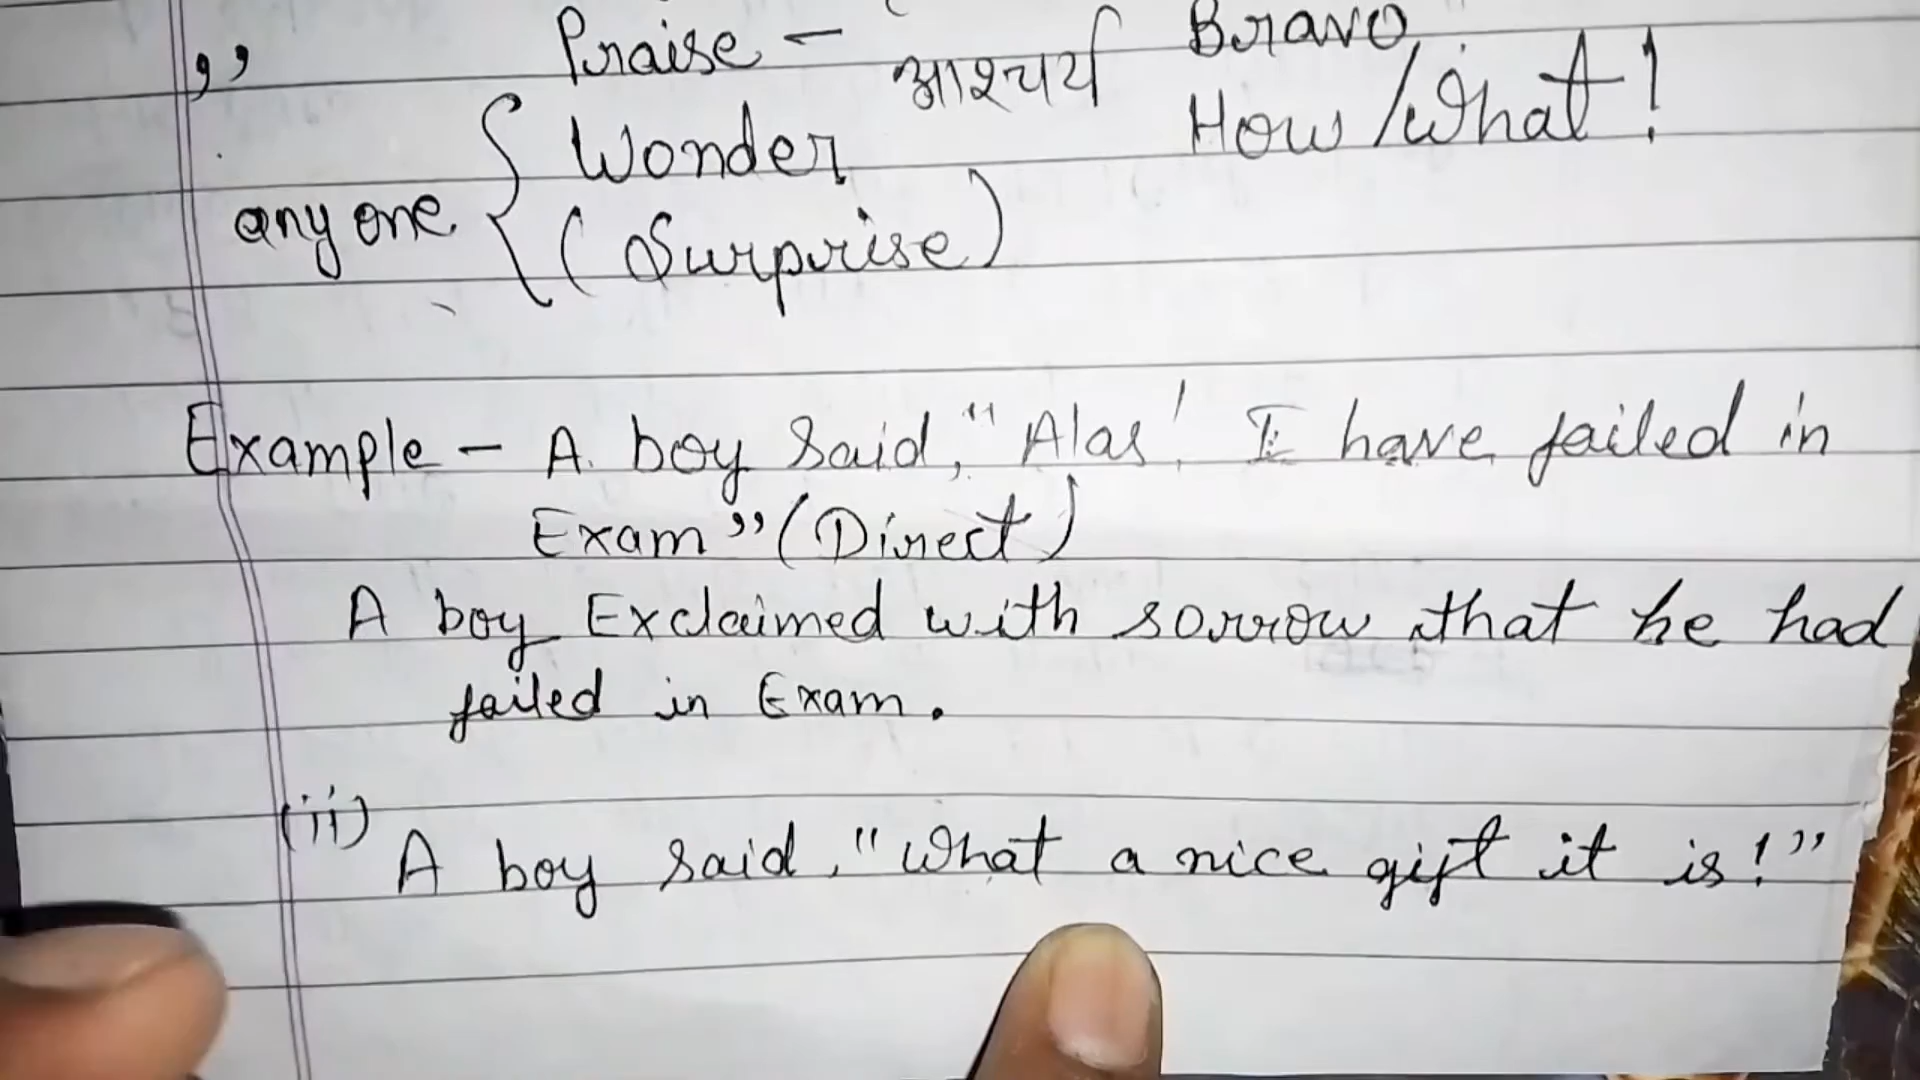 ,, Praise - Bravo
आश्चर्य How/What!
any one { Wonder
(Surprise)
Example - A boy said, "Alas! I have failed in
Exam" (Direct)
A boy Exclaimed with sorrow that he had
failed in Exam.
(ii) A boy said, "What a nice gift it is!"